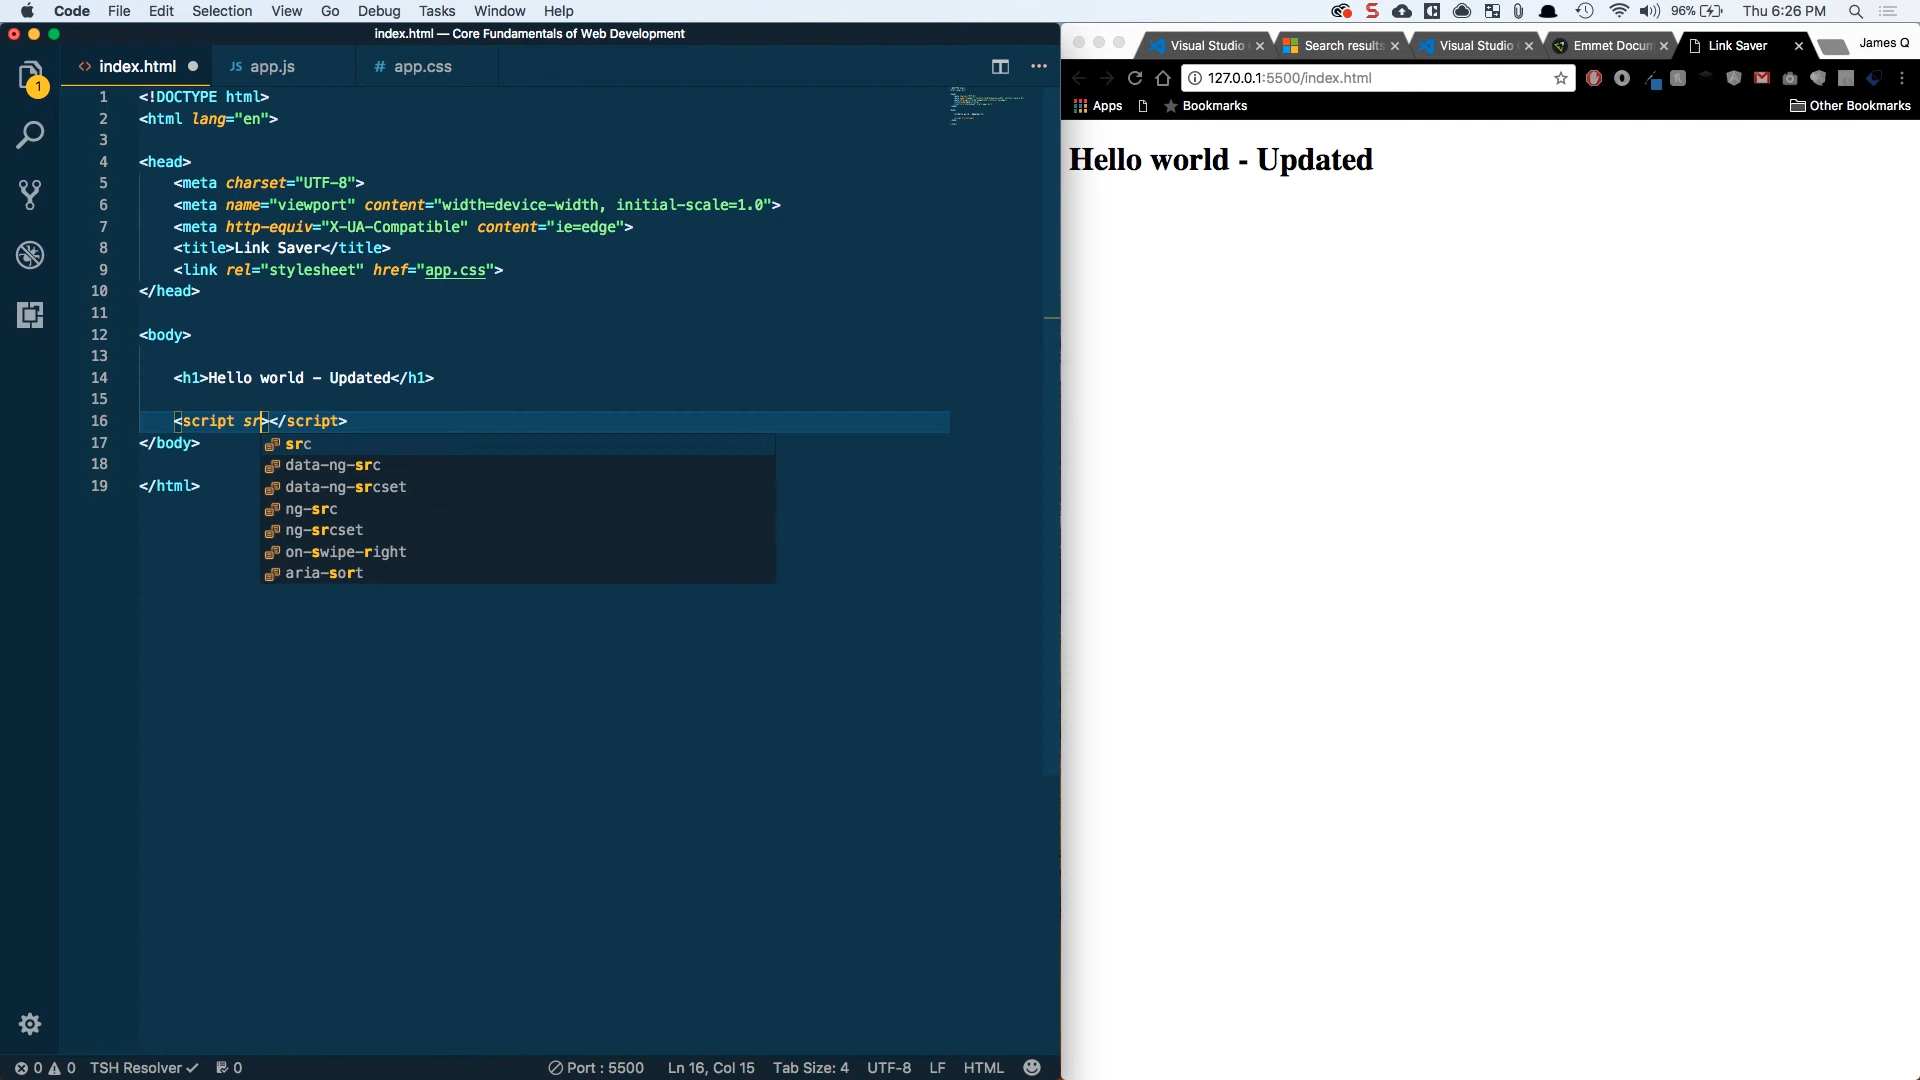 Code File Edit Selection View Go Debug Tasks Window Help
96% Thu 6:26 PM
index.html — Core Fundamentals of Web Development
index.html
JS app.js
# app.css
1
1 <!DOCTYPE html>
2 <html lang="en">
3
4 <head>
5 <meta charset="UTF-8">
6 <meta name="viewport" content="width=device-width, initial-scale=1.0">
7 <meta http-equiv="X-UA-Compatible" content="ie=edge">
8 <title>Link Saver</title>
9 <link rel="stylesheet" href="app.css">
10 </head>
11
12 <body>
13
14 <h1>Hello world - Updated</h1>
15
16 <script sr></script>
17 </body>
18
19 </html>
src
data-ng-src
data-ng-srcset
ng-src
ng-srcset
on-swipe-right
aria-sort
0 0 TSH Resolver 0
Port : 5500 Ln 16, Col 15 Tab Size: 4 UTF-8 LF HTML
Visual Studio
Search results
Visual Studio
Emmet Docum
Link Saver
James Q
127.0.0.1:5500/index.html
Apps Bookmarks Other Bookmarks
Hello world - Updated